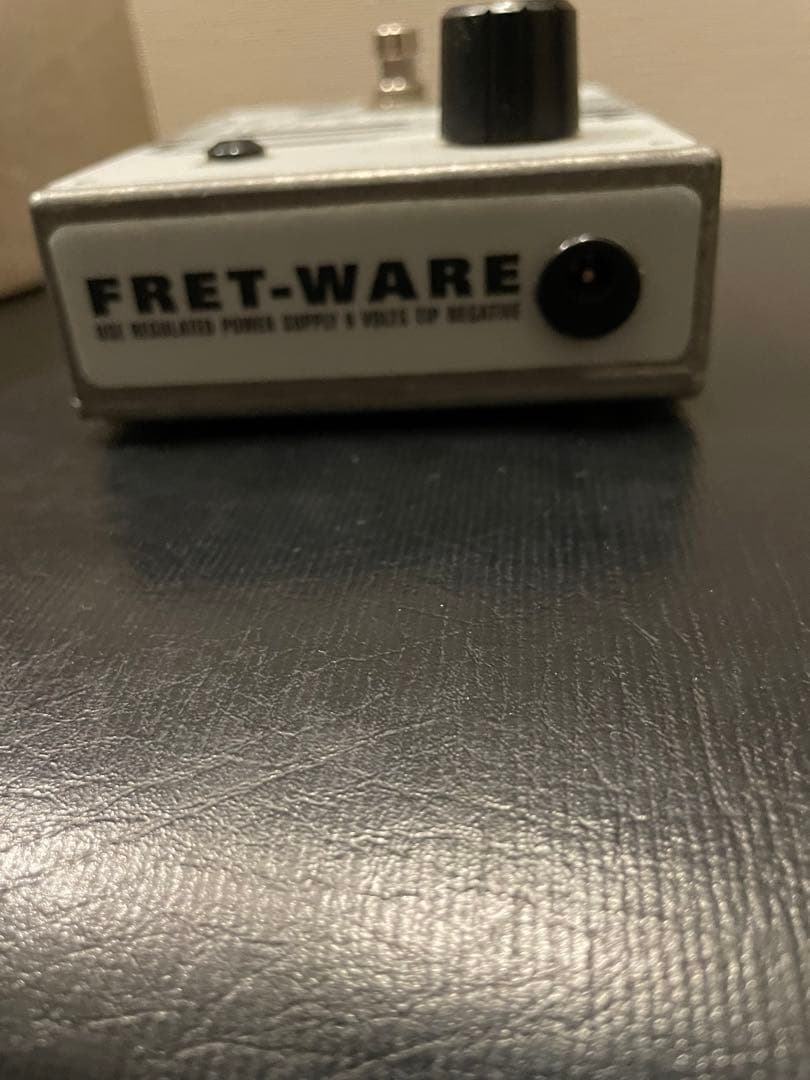 FRET-WARE
USE REGULATED POWER SUPPLY 9 VOLTS TIP NEGATIVE